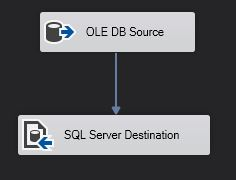 OLE DB Source
SQL Server Destination